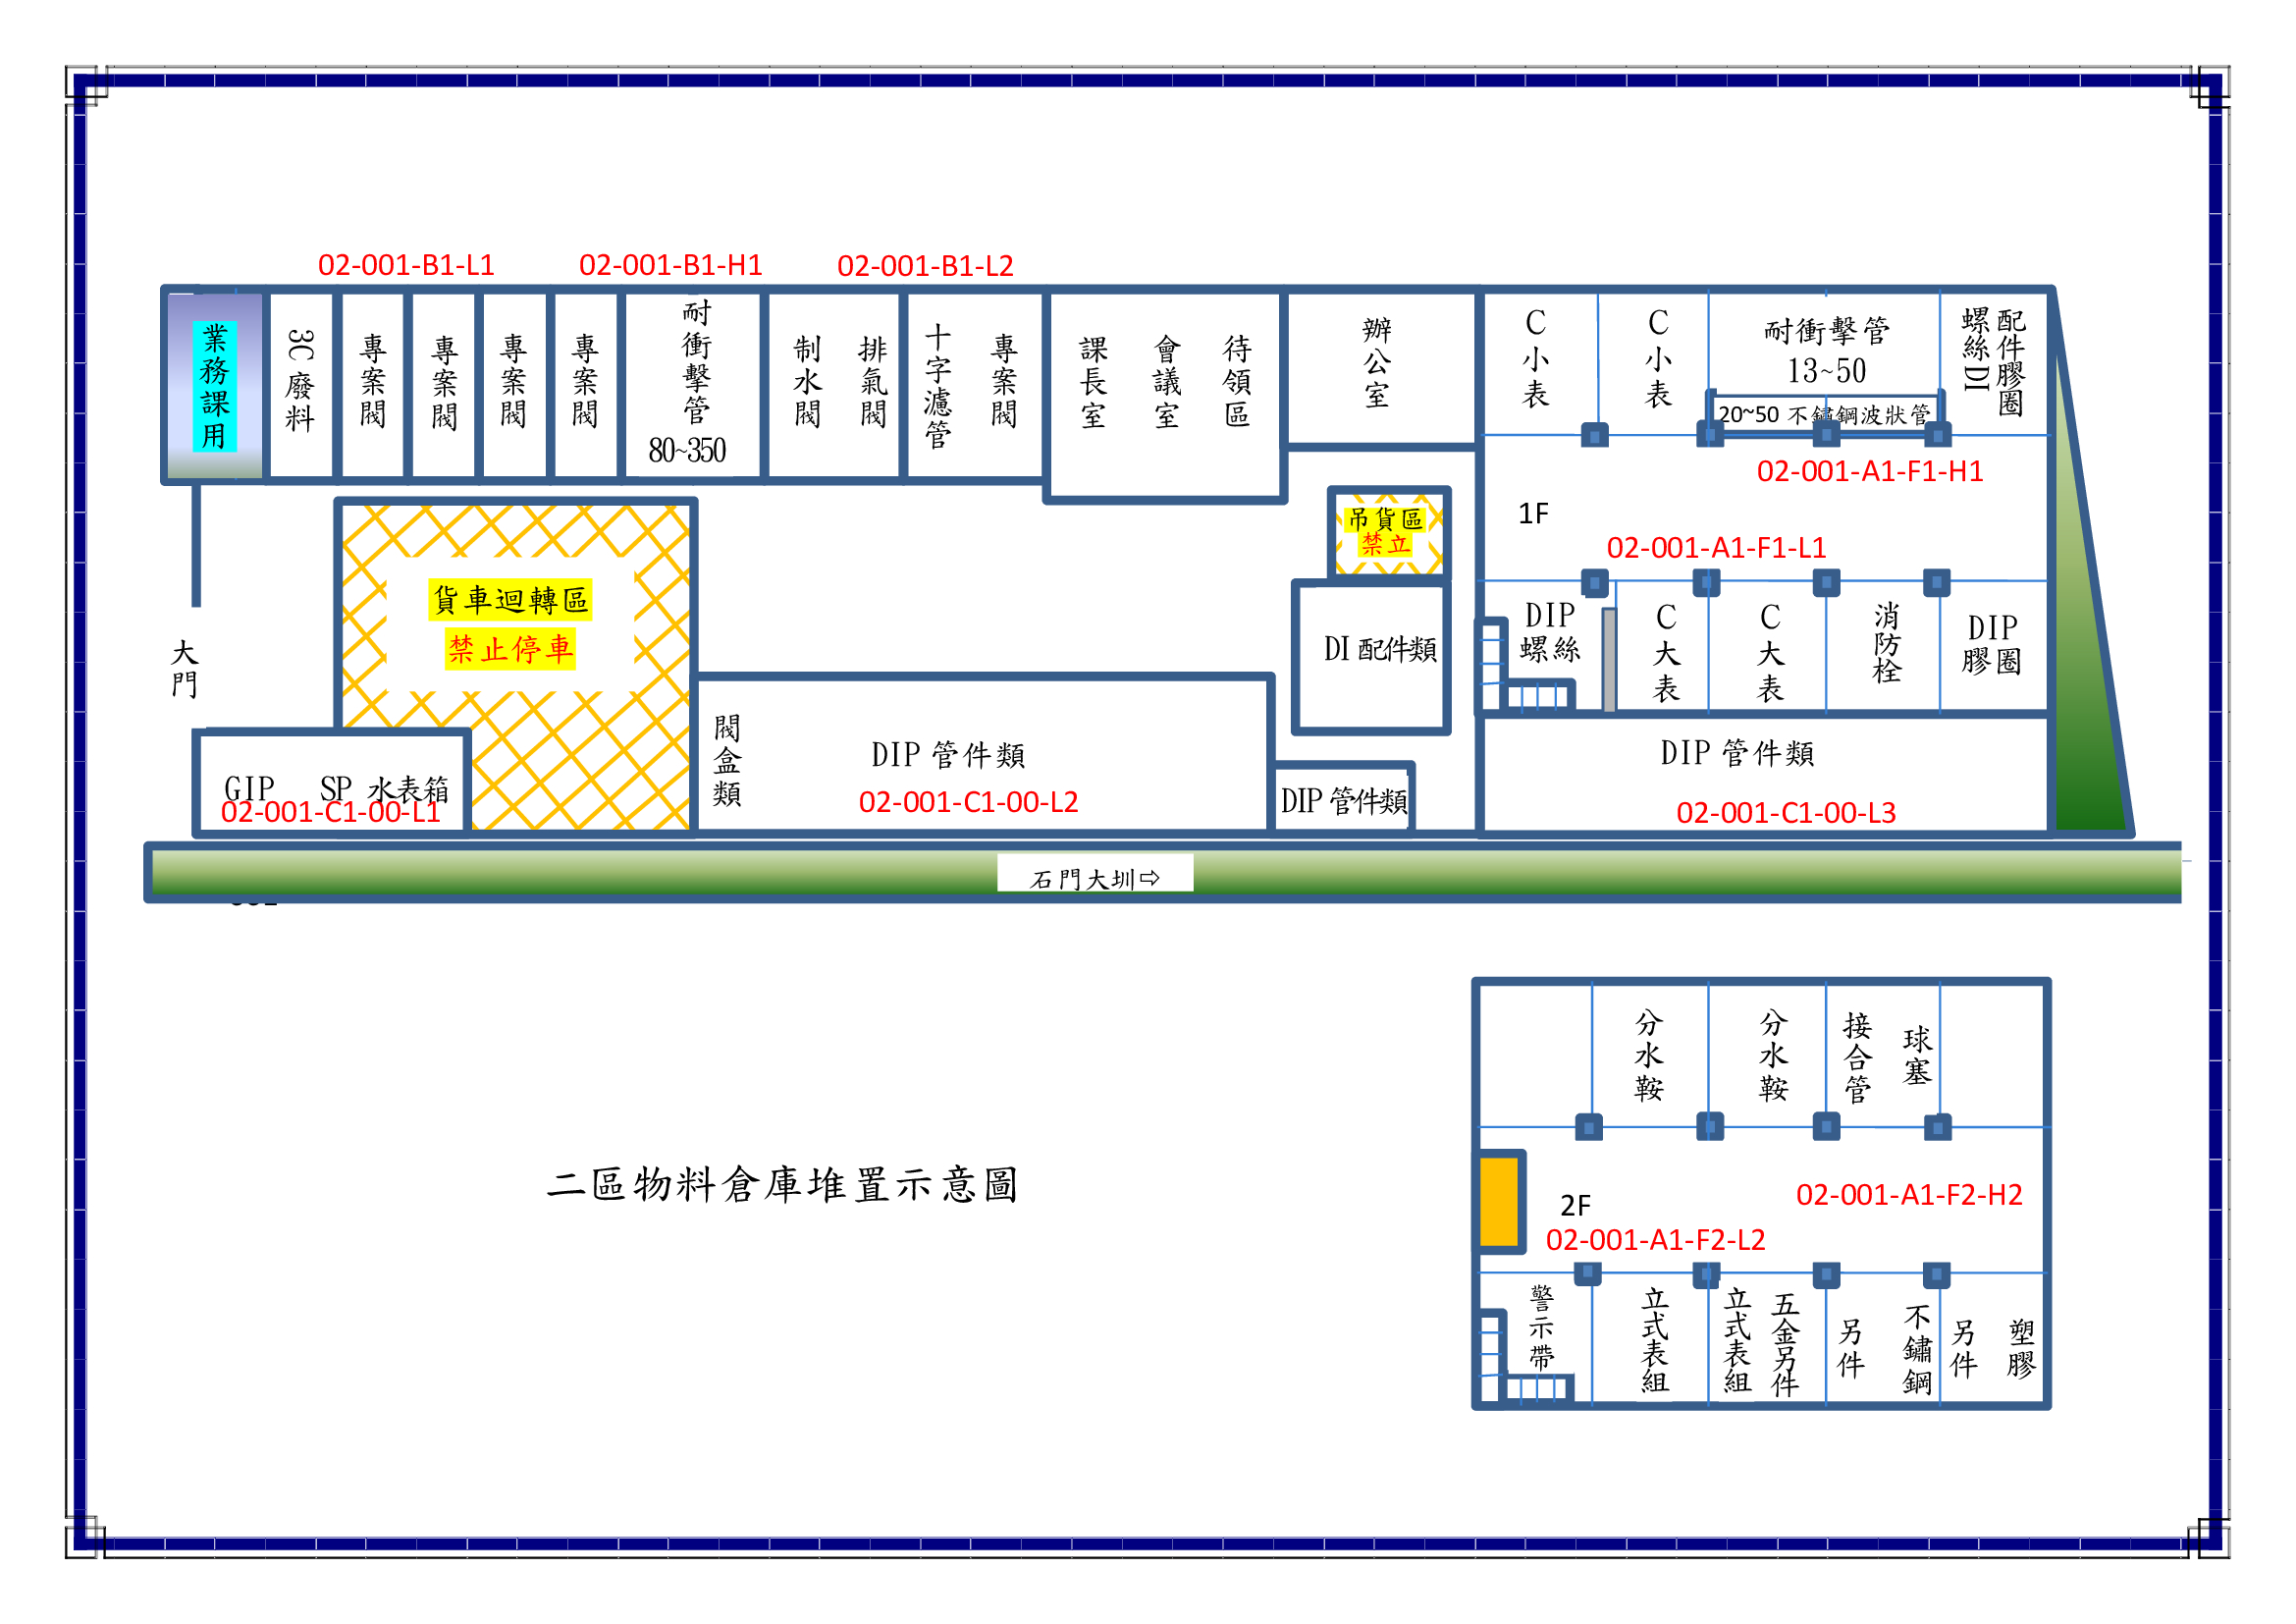 02-001-B1-L1
02-001-B1-H1
02-001-B1-L2
業務課用
3C廢料
專案閥
專案閥
專案閥
專案閥
耐衝擊管
80~350
制水閥
排氣閥
十字濾管
專案閥
課長室
會議室
待領區
辦公室
C小表
C小表
耐衝擊管
13~50
20~50 不鏽鋼波狀管
螺絲DI
配件膠圈
02-001-A1-F1-H1
1F
02-001-A1-F1-L1
吊貨區
禁立
貨車迴轉區
禁止停車
大門
DI 配件類
DIP
螺絲
C大表
C大表
消防栓
DIP
膠圈
GIP SP 水表箱
02-001-C1-00-L1
閥盒類
DIP 管件類
02-001-C1-00-L2
DIP 管件類
DIP 管件類
02-001-C1-00-L3
石門大圳⇨
分水鞍
分水鞍
接合管
球塞
二區物料倉庫堆置示意圖
2F
02-001-A1-F2-H2
02-001-A1-F2-L2
警示帶
立式表組
立式表組
五金另件
另件
不鏽鋼
另件
塑膠